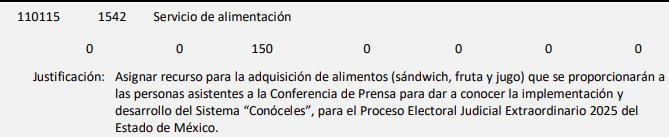 110115 1542 Servicio de alimentación
0 0 150 0 0 0 0
Justificación: Asignar recurso para la adquisición de alimentos (sándwich, fruta y jugo) que se proporcionarán a
las personas asistentes a la Conferencia de Prensa para dar a conocer la implementación y
desarrollo del Sistema “Conóceles”, para el Proceso Electoral Judicial Extraordinario 2025 del
Estado de México.